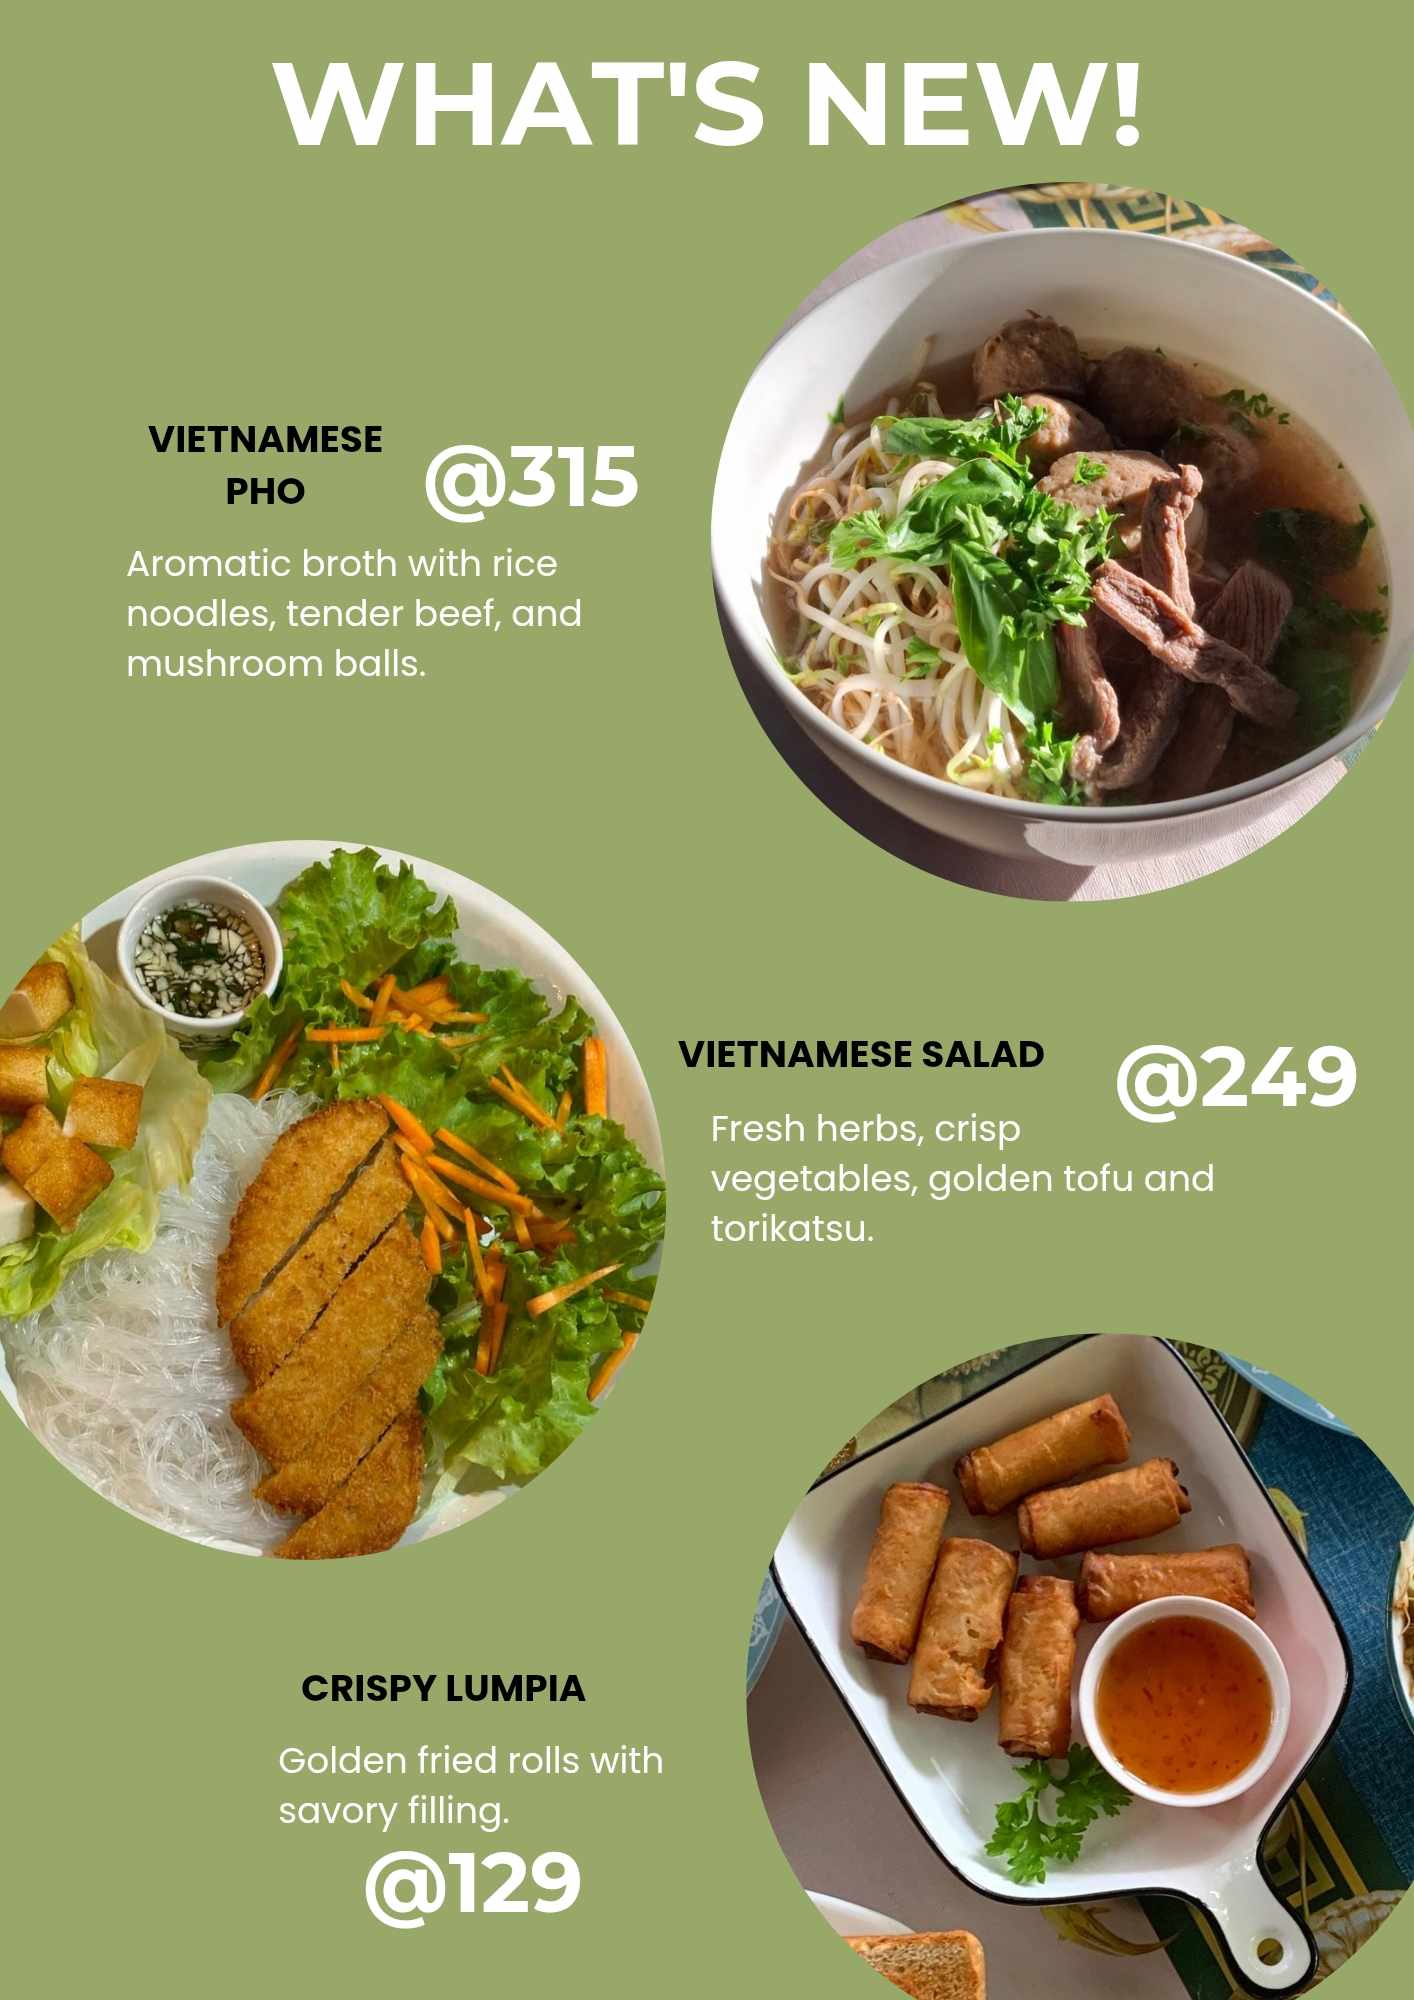 WHAT'S NEW!
VIETNAMESE
PHO
@315
Aromatic broth with rice
noodles, tender beef, and
mushroom balls.
VIETNAMESE SALAD
@249
Fresh herbs, crisp
vegetables, golden tofu and
torikatsu.
CRISPY LUMPIA
Golden fried rolls with
savory filling.
@129